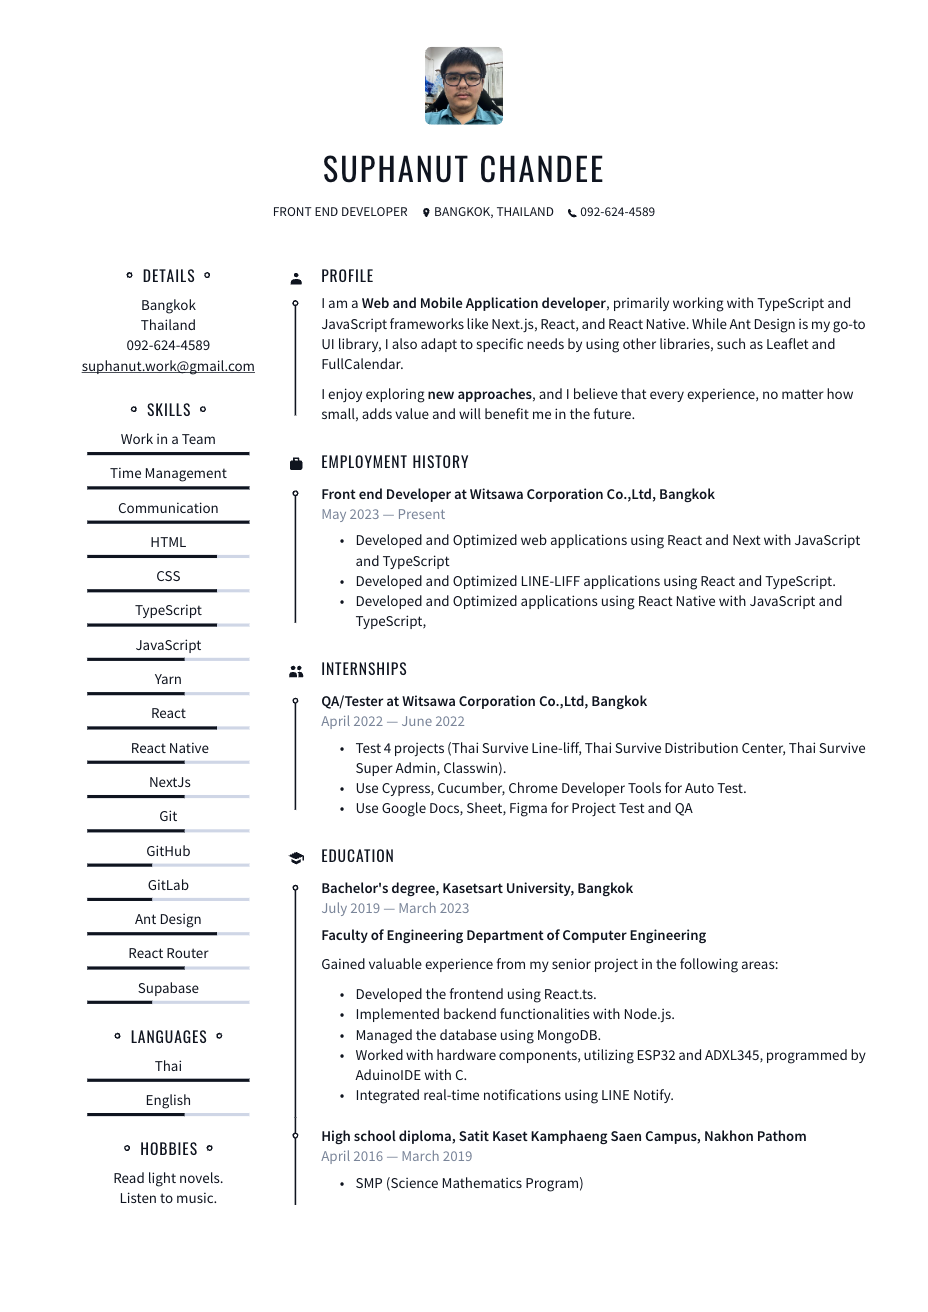 SUPHANUT CHANDEE
FRONT END DEVELOPER BANGKOK, THAILAND 092-624-4589
DETAILS
Bangkok
Thailand
092-624-4589
suphanut.work@gmail.com
SKILLS
Work in a Team
Time Management
Communication
HTML
CSS
TypeScript
JavaScript
Yarn
React
React Native
NextJs
Git
GitHub
GitLab
Ant Design
React Router
Supabase
LANGUAGES
Thai
English
HOBBIES
Read light novels.
Listen to music.
PROFILE
I am a Web and Mobile Application developer, primarily working with TypeScript and
JavaScript frameworks like Next.js, React, and React Native. While Ant Design is my go-to
UI library, I also adapt to specific needs by using other libraries, such as Leaflet and
FullCalendar.
I enjoy exploring new approaches, and I believe that every experience, no matter how
small, adds value and will benefit me in the future.
EMPLOYMENT HISTORY
Front end Developer at Witsawa Corporation Co.,Ltd, Bangkok
May 2023 — Present
• Developed and Optimized web applications using React and Next with JavaScript
and TypeScript
• Developed and Optimized LINE-LIFF applications using React and TypeScript.
• Developed and Optimized applications using React Native with JavaScript and
TypeScript,
INTERNSHIPS
QA/Tester at Witsawa Corporation Co.,Ltd, Bangkok
April 2022 — June 2022
• Test 4 projects (Thai Survive Line-liff, Thai Survive Distribution Center, Thai Survive
Super Admin, Classwin).
• Use Cypress, Cucumber, Chrome Developer Tools for Auto Test.
• Use Google Docs, Sheet, Figma for Project Test and QA
EDUCATION
Bachelor's degree, Kasetsart University, Bangkok
July 2019 — March 2023
Faculty of Engineering Department of Computer Engineering
Gained valuable experience from my senior project in the following areas:
• Developed the frontend using React.ts.
• Implemented backend functionalities with Node.js.
• Managed the database using MongoDB.
• Worked with hardware components, utilizing ESP32 and ADXL345, programmed by
AduinoIDE with C.
• Integrated real-time notifications using LINE Notify.
High school diploma, Satit Kaset Kamphaeng Saen Campus, Nakhon Pathom
April 2016 — March 2019
• SMP (Science Mathematics Program)